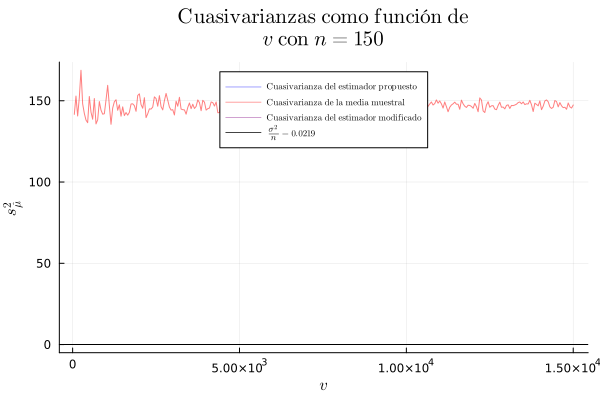 Cuasivarianzas como función de
v con n = 150
Cuasivarianza del estimador propuesto
Cuasivarianza de la media muestral
Cuasivarianza del estimador modificado
σ²/n − 0.0219
150
100
50
0
s²_μ̂
0 5.00×10³ 1.00×10⁴ 1.50×10⁴
v